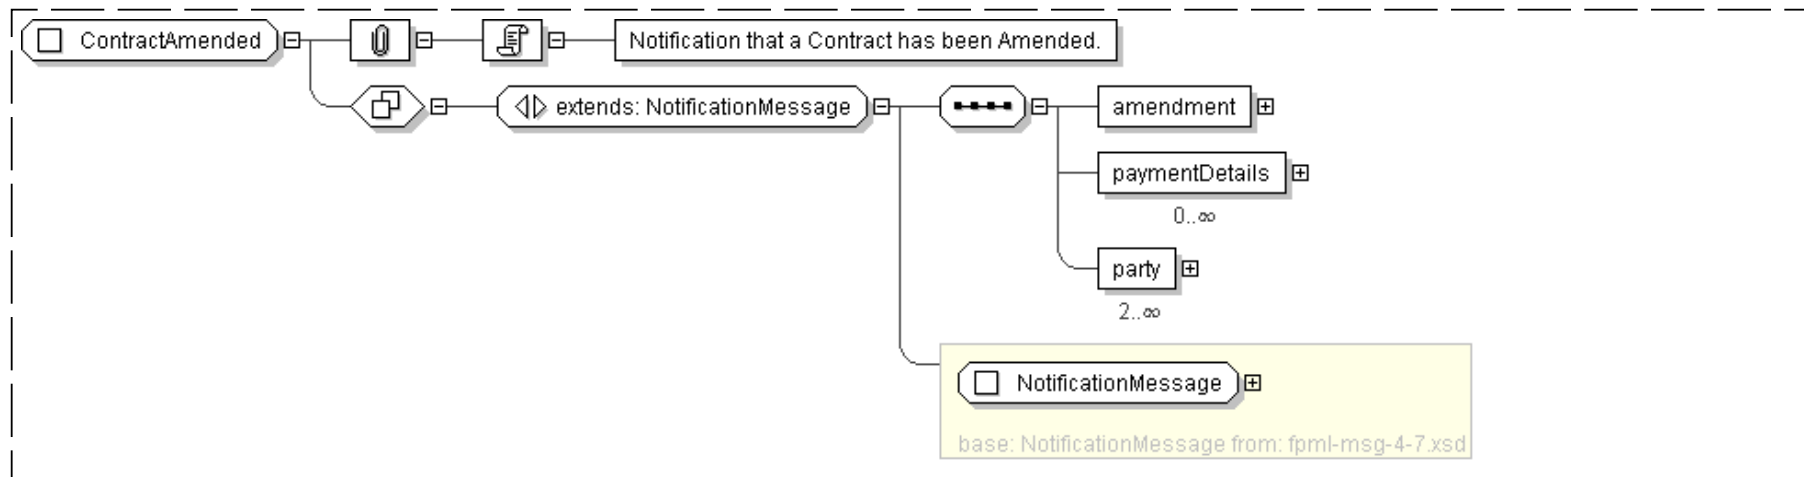 ContractAmended
Notification that a Contract has been Amended.
extends: NotificationMessage
amendment
paymentDetails
0..∞
party
2..∞
NotificationMessage
base: NotificationMessage from: fpml-msg-4-7.xsd